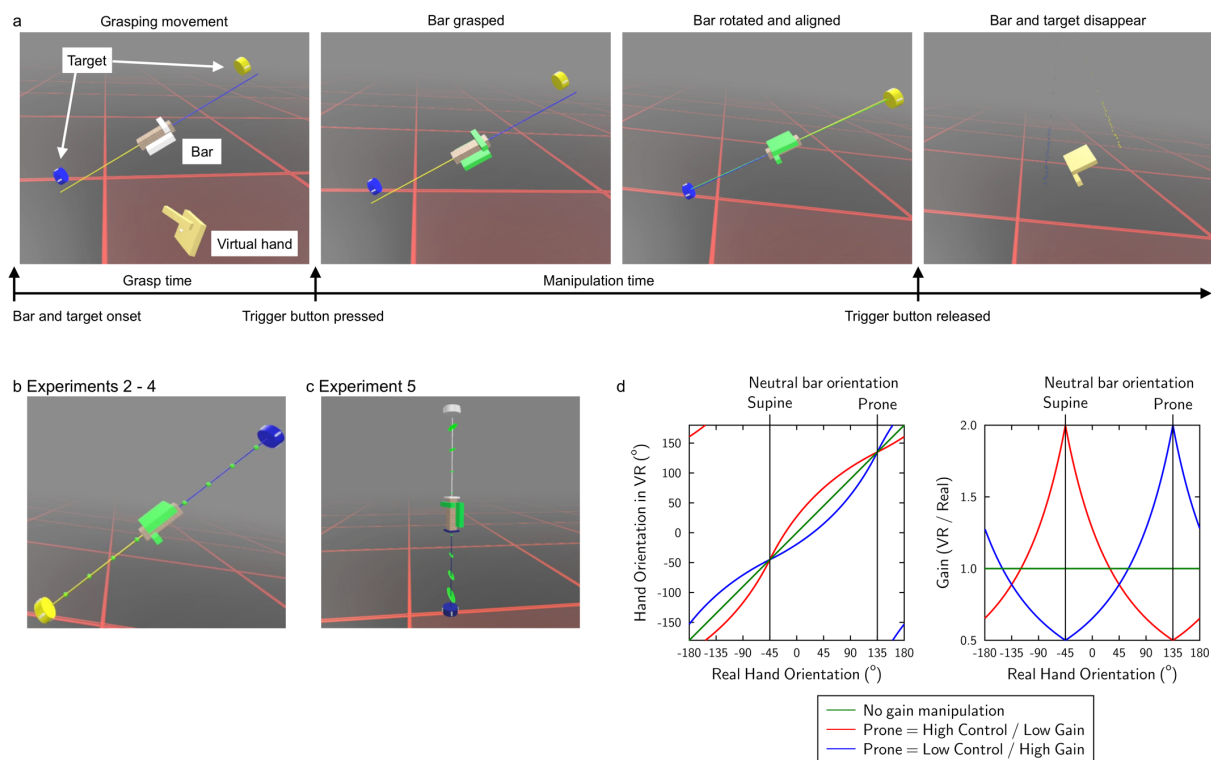 a
Grasping movement
Bar grasped
Bar rotated and aligned
Bar and target disappear
Target
Bar
Virtual hand
Grasp time
Manipulation time
Bar and target onset
Trigger button pressed
Trigger button released
b Experiments 2 - 4
c Experiment 5
d
Neutral bar orientation
Supine
Prone
Hand Orientation in VR (°)
150
100
50
0
-50
-100
-150
-180 -135 -90 -45 0 45 90 135 180
Real Hand Orientation (°)
Neutral bar orientation
Supine
Prone
Gain (VR / Real)
2.0
1.5
1.0
0.5
-180 -135 -90 -45 0 45 90 135 180
Real Hand Orientation (°)
No gain manipulation
Prone = High Control / Low Gain
Prone = Low Control / High Gain